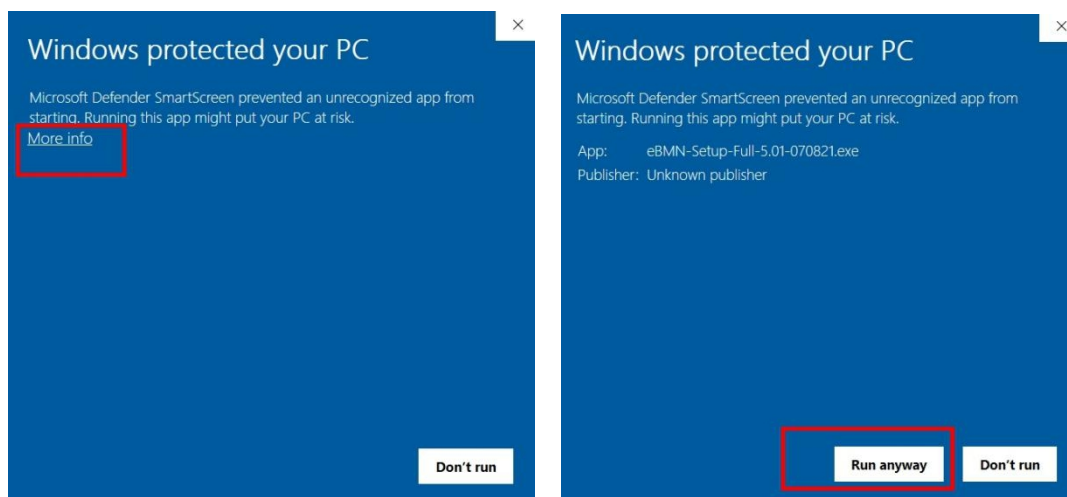 Windows protected your PC
Microsoft Defender SmartScreen prevented an unrecognized app from
starting. Running this app might put your PC at risk.
More info
Don't run
Windows protected your PC
Microsoft Defender SmartScreen prevented an unrecognized app from
starting. Running this app might put your PC at risk.
App: eBMN-Setup-Full-5.01-070821.exe
Publisher: Unknown publisher
Run anyway Don't run